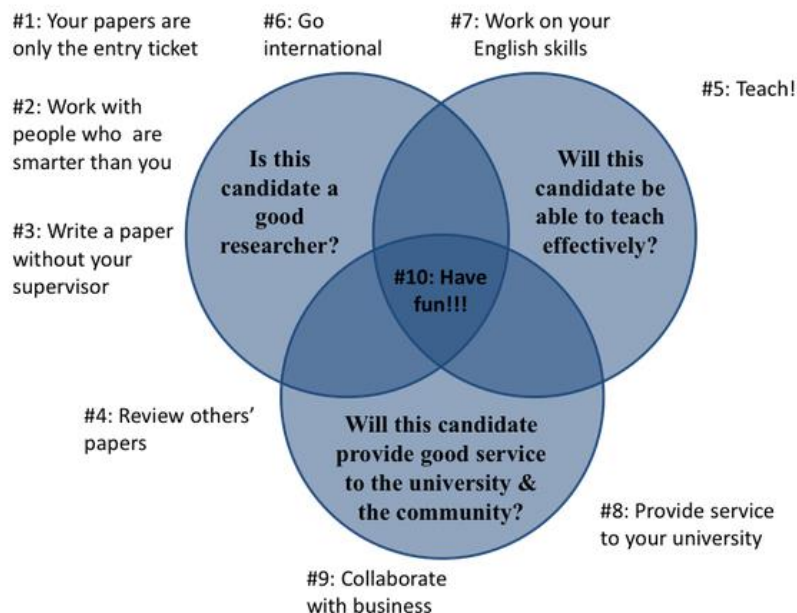 #1: Your papers are
only the entry ticket
#6: Go
international
#7: Work on your
English skills
#5: Teach!
#2: Work with
people who are
smarter than you
Is this
candidate a
good
researcher?
Will this
candidate be
able to teach
effectively?
#3: Write a paper
without your
supervisor
#10: Have
fun!!!
#4: Review others’
papers
Will this candidate
provide good service
to the university &
the community?
#8: Provide service
to your university
#9: Collaborate
with business